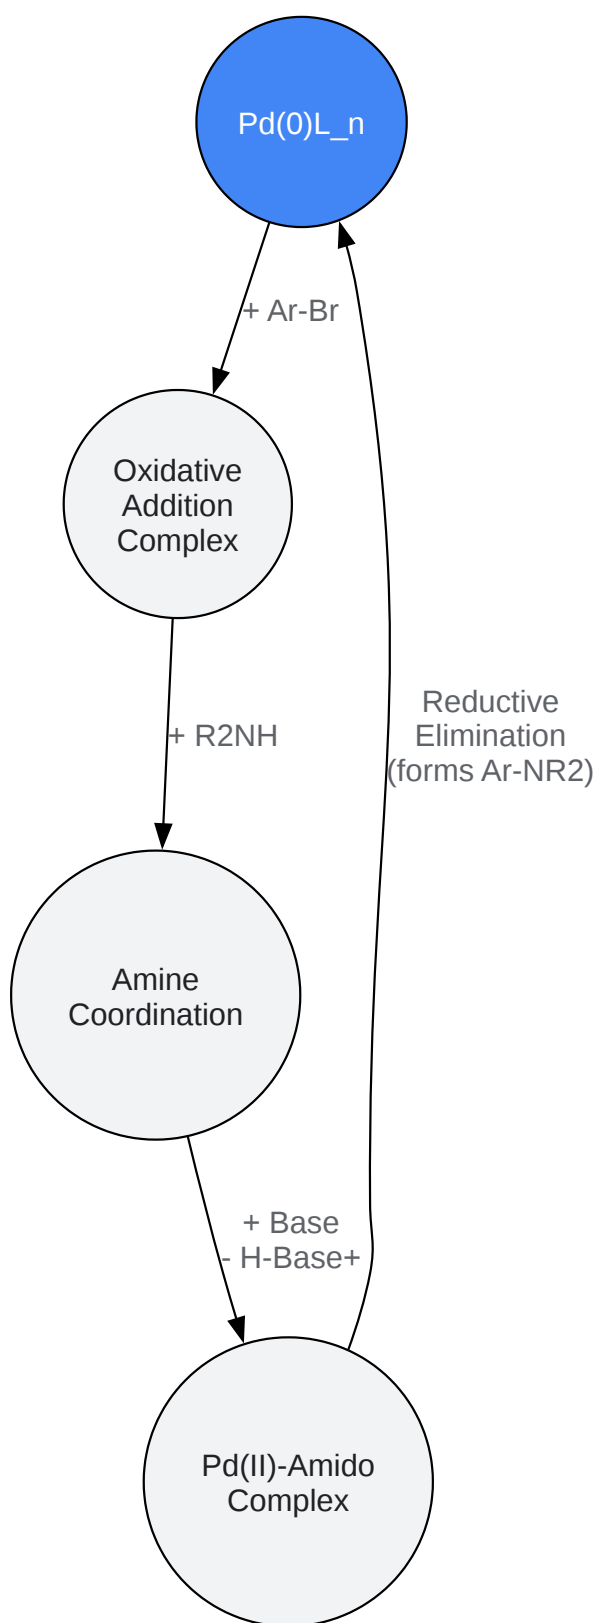 Pd(0)L_n
+ Ar-Br
Oxidative
Addition
Complex
+ R2NH
Reductive
Elimination
(forms Ar-NR2)
Amine
Coordination
+ Base
- H-Base+
Pd(II)-Amido
Complex